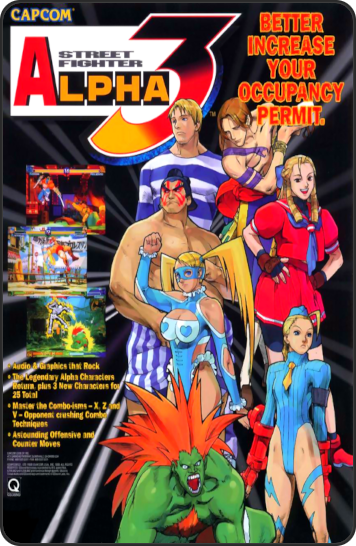 CAPCOM®
STREET
FIGHTER
ALPHA 3
TM
BETTER
INCREASE
YOUR
OCCUPANCY
PERMIT.
• Audio & Graphics that Rock
• The Legendary Alpha Characters
Return, plus 3 New Characters for
25 Total
• Master the Combo-isms – X, Z and
V – Opponent crushing Combo
Techniques
• Astounding Offensive and
Counter Moves
Q